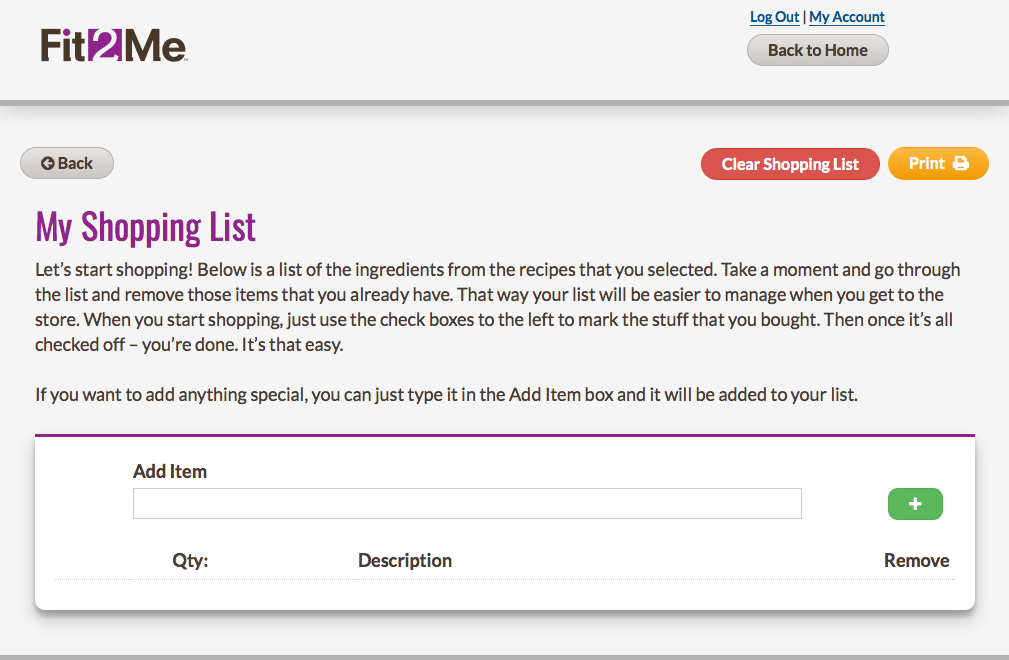 Log Out | My Account
Fit2Me
Back to Home
Back
Clear Shopping List
Print
My Shopping List
Let's start shopping! Below is a list of the ingredients from the recipes that you selected. Take a moment and go through
the list and remove those items that you already have. That way your list will be easier to manage when you get to the
store. When you start shopping, just use the check boxes to the left to mark the stuff that you bought. Then once it's all
checked off – you're done. It's that easy.
If you want to add anything special, you can just type it in the Add Item box and it will be added to your list.
Add Item
+
Qty: Description Remove